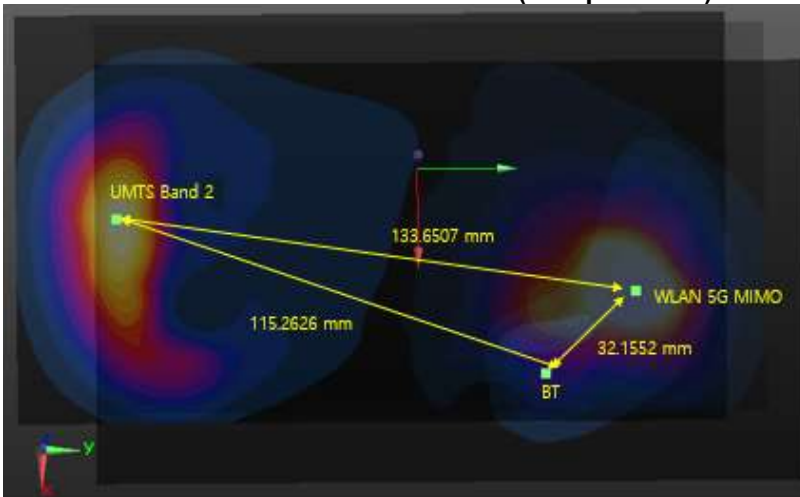 UMTS Band 2
133.6507 mm
WLAN 5G MIMO
115.2626 mm
32.1552 mm
BT
Y
X